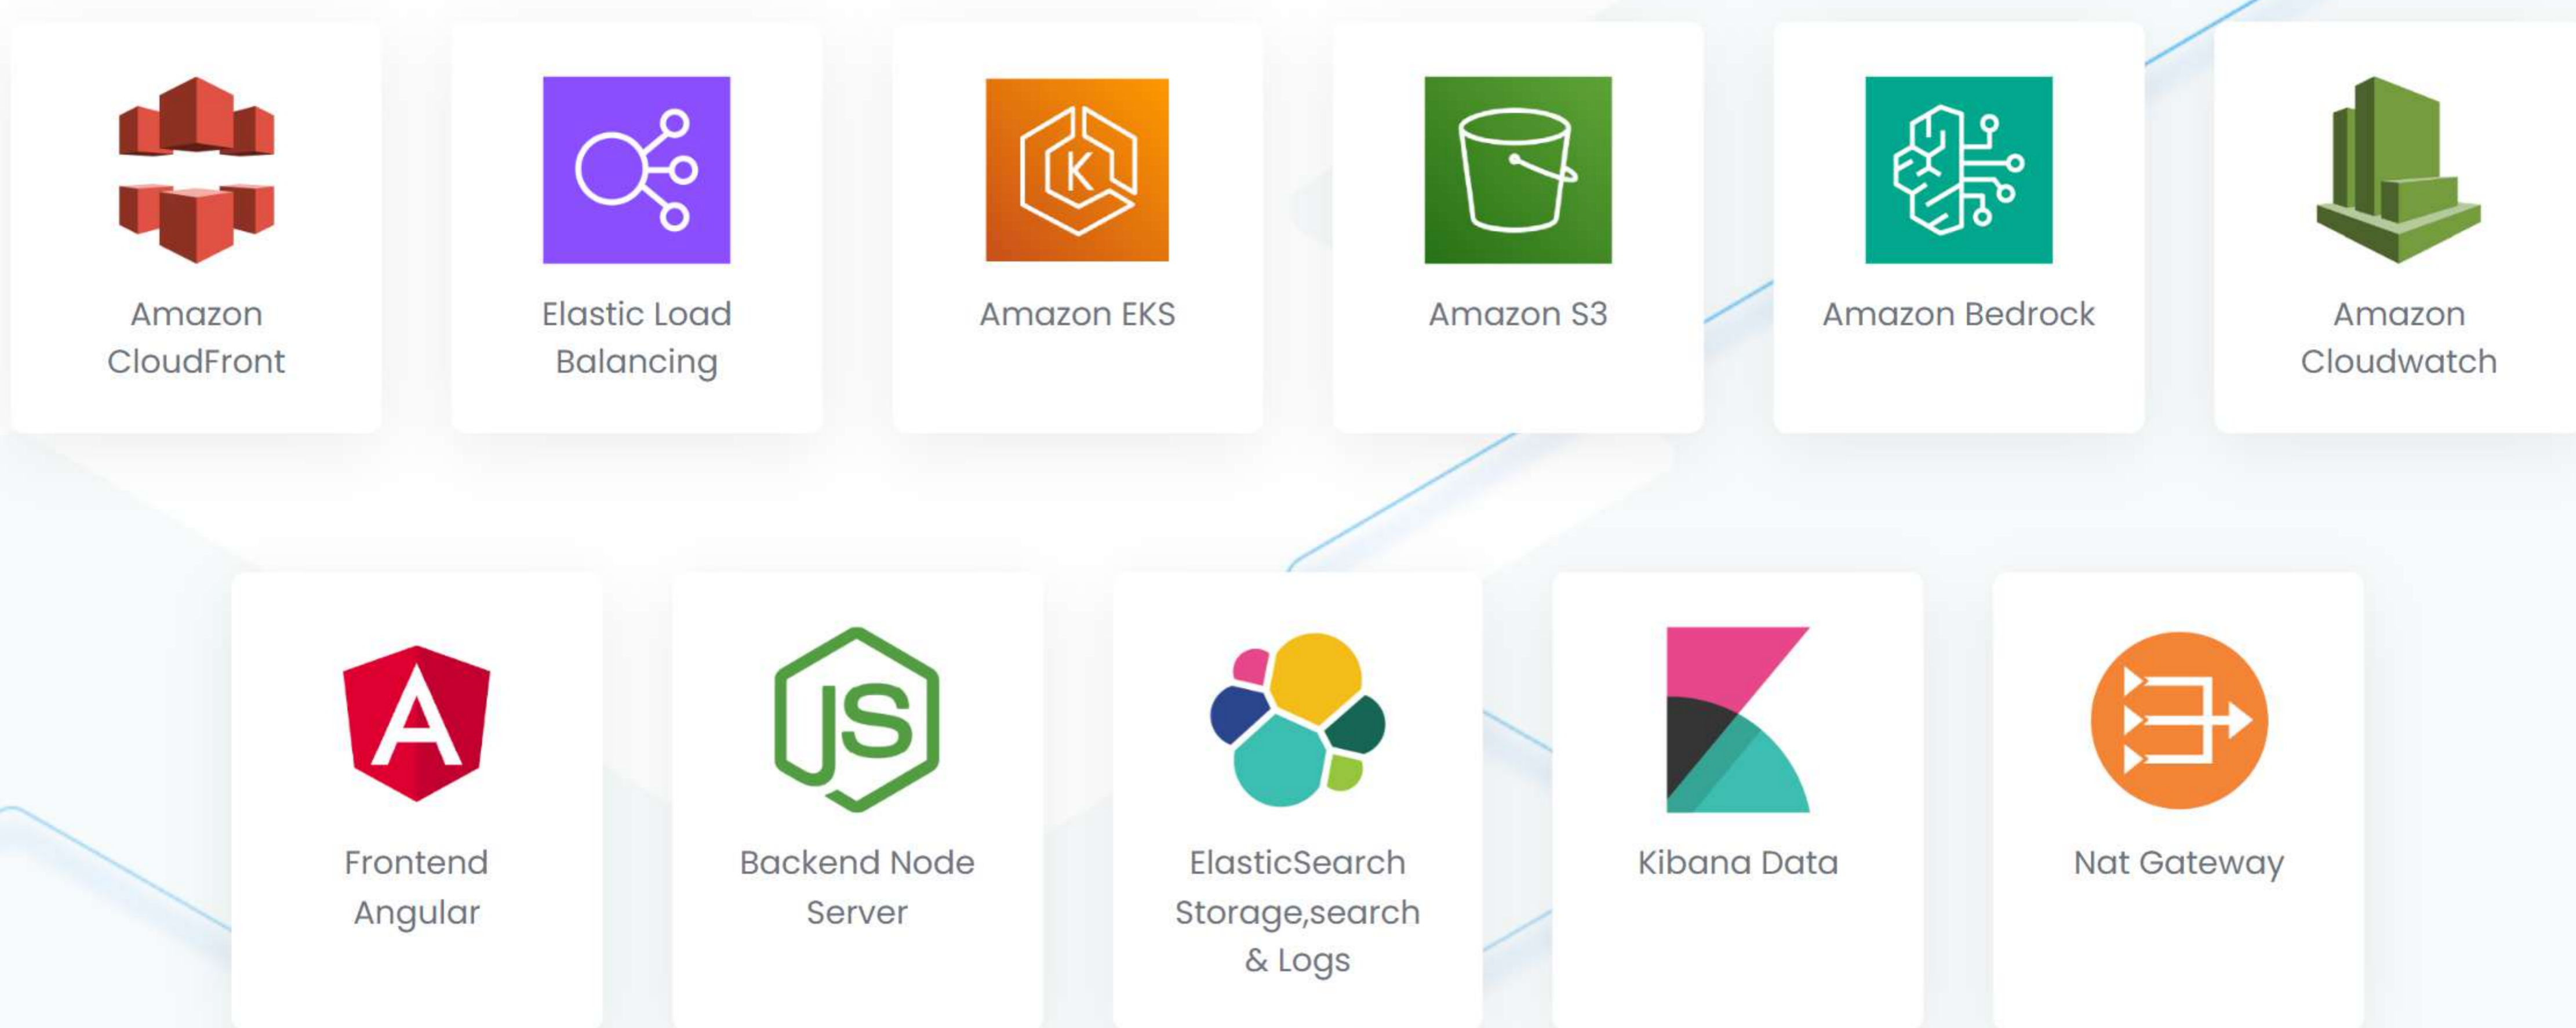 Amazon
CloudFront
Elastic Load
Balancing
K
Amazon EKS
Amazon S3
Amazon Bedrock
Amazon
Cloudwatch
A
Frontend
Angular
JS
Backend Node
Server
ElasticSearch
Storage,search
& Logs
Kibana Data
Nat Gateway